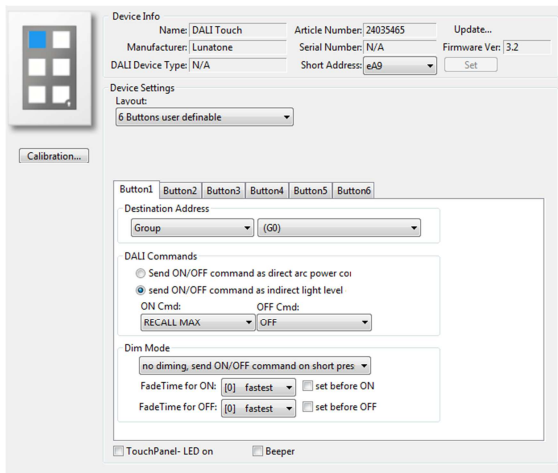 Device Info
Name: DALI Touch Article Number: 24035465 Update...
Manufacturer: Lunatone Serial Number: N/A Firmware Ver: 3.2
DALI Device Type: N/A Short Address: eA9 Set
Device Settings
Layout:
6 Buttons user definable
Calibration...
Button1 Button2 Button3 Button4 Button5 Button6
Destination Address
Group (G0)
DALI Commands
Send ON/OFF command as direct arc power coı
send ON/OFF command as indirect light level
ON Cmd: OFF Cmd:
RECALL MAX OFF
Dim Mode
no diming, send ON/OFF command on short pres
FadeTime for ON: [0] fastest set before ON
FadeTime for OFF: [0] fastest set before OFF
TouchPanel- LED on Beeper